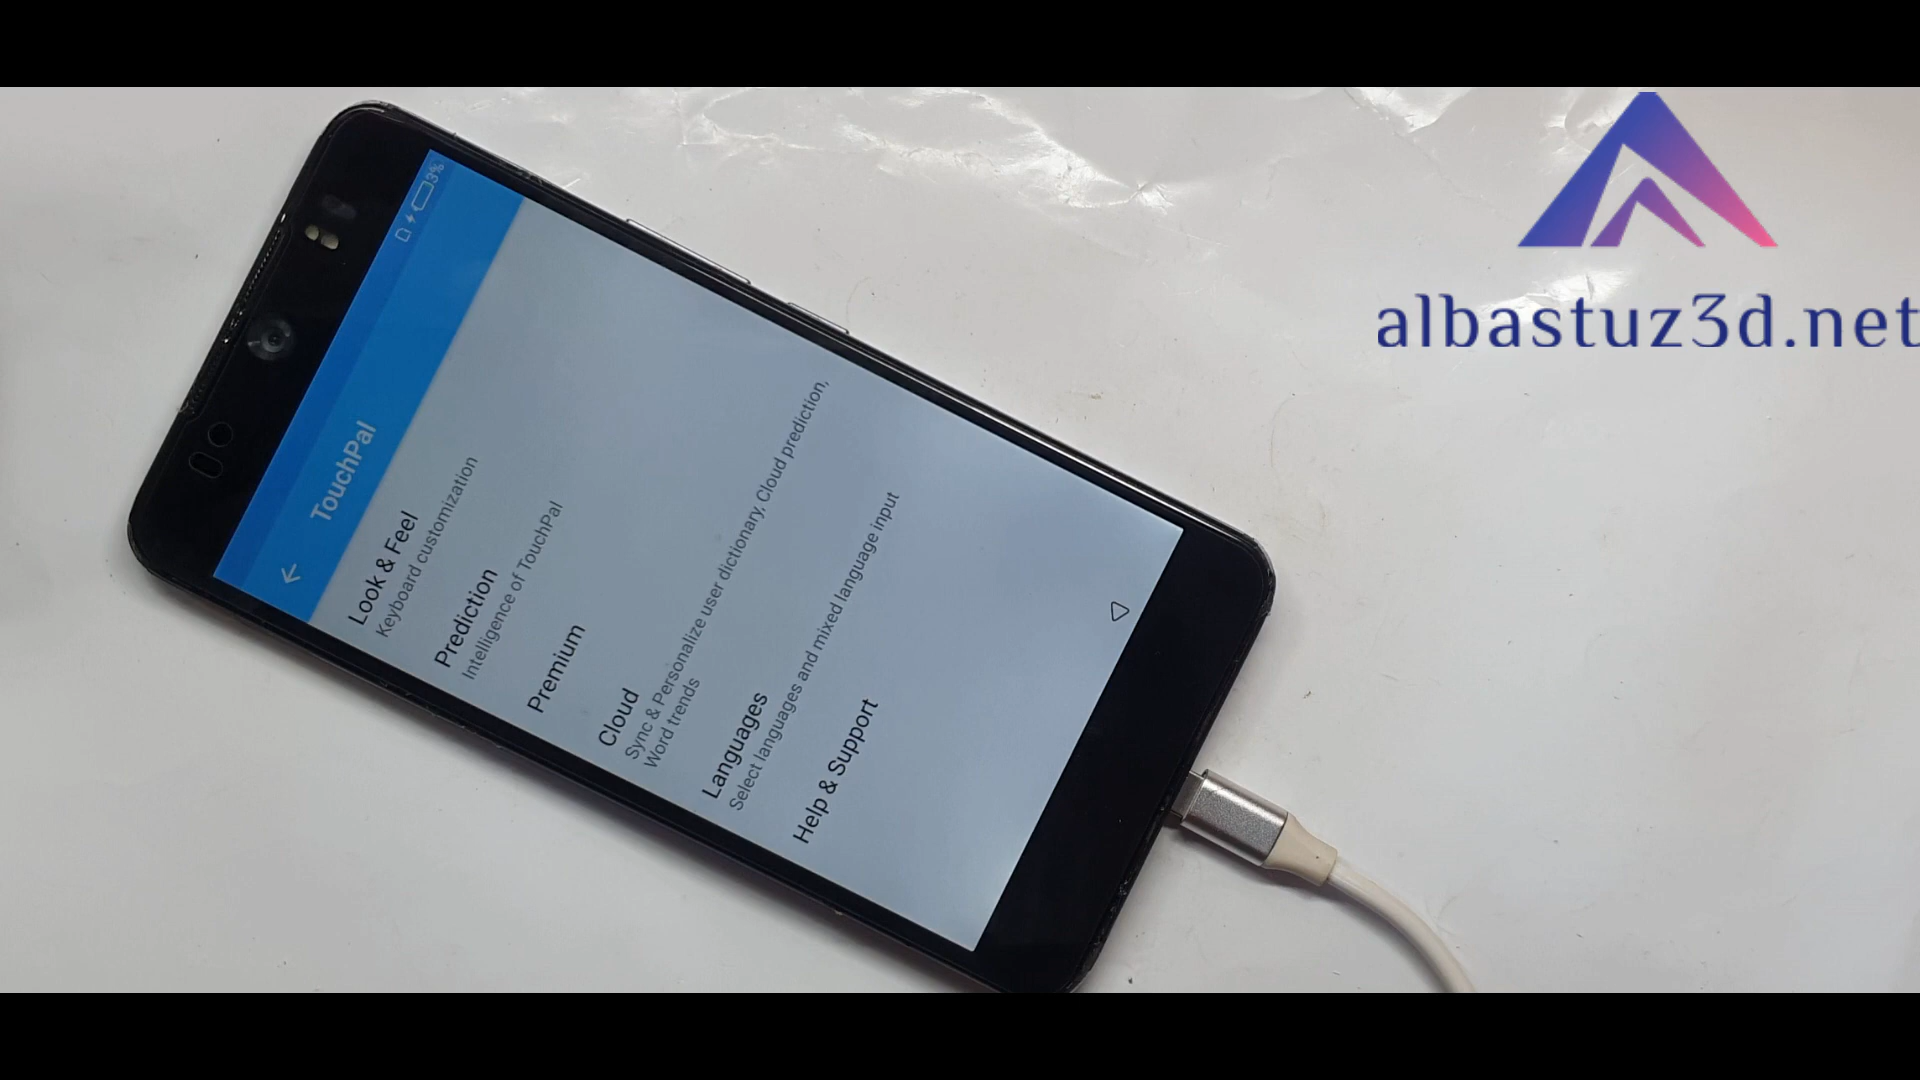 3%
TouchPal
Look & Feel
Keyboard customization
Prediction
Intelligence of TouchPal
Premium
Cloud
Sync & Personalize user dictionary, Cloud prediction,
Word trends
Languages
Select languages and mixed language input
Help & Support
albastuz3d.net